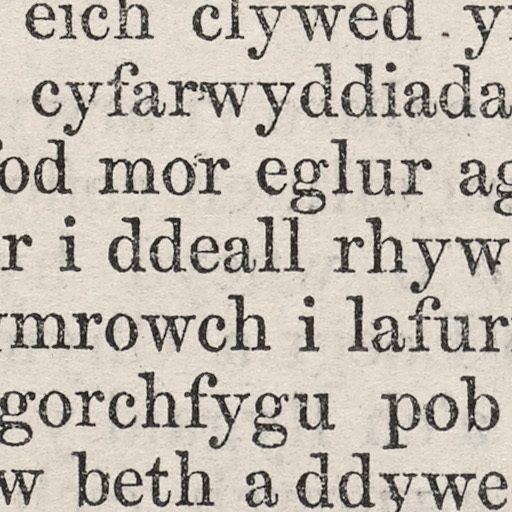 eich clywed y
cyfarwyddiada
fod mor eglur ag
r i ddeall rhyw
ymrowch i lafur
gorchfygu pob
w beth a ddywe